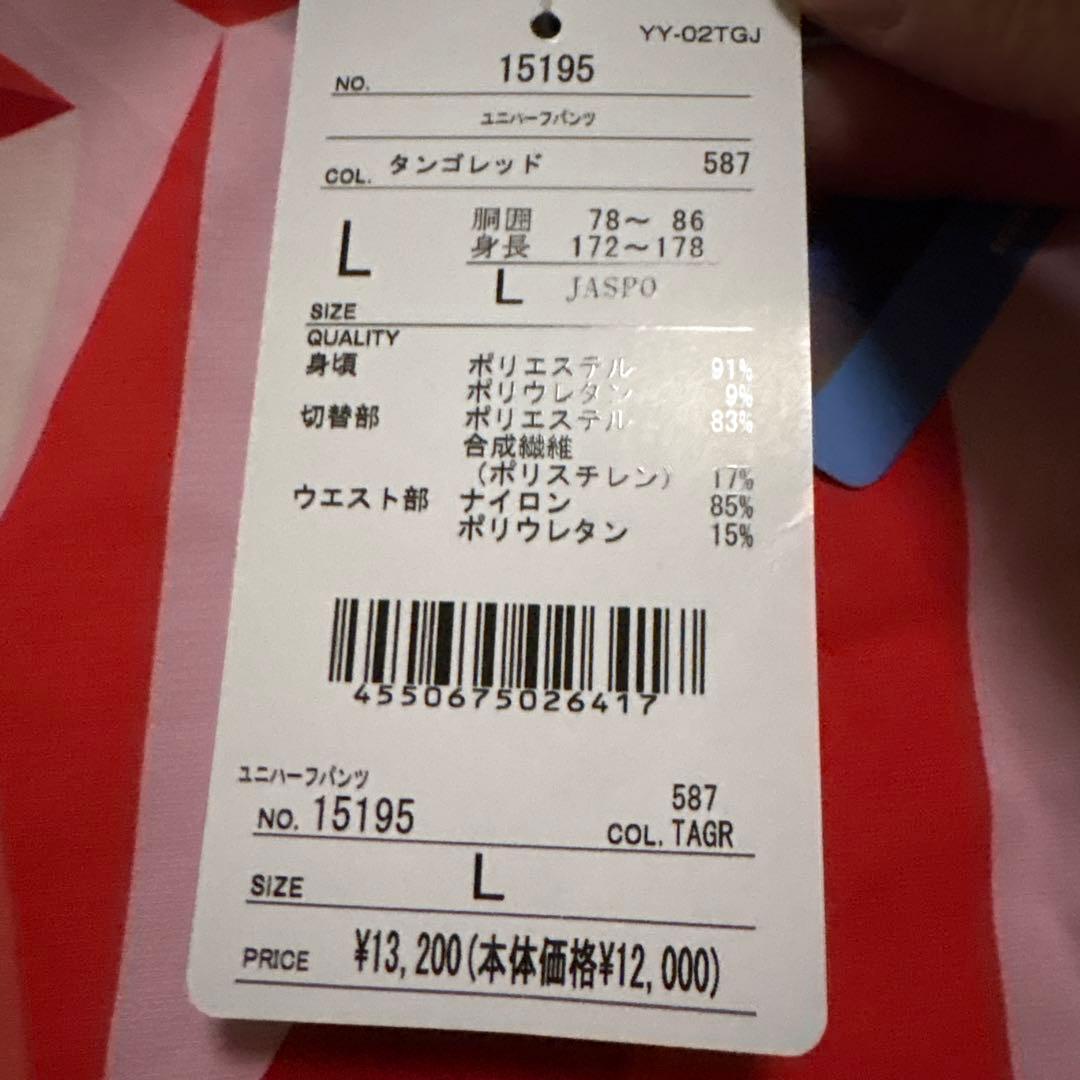 YY-02TGJ
NO. 15195
ユニハーフパンツ
COL. タンゴレッド 587
胴囲 78～ 86
L 身長 172～178
L JASPO
SIZE
QUALITY
身頃 ポリエステル 91%
ポリウレタン 9%
切替部 ポリエステル 83%
合成繊維
(ポリスチレン) 17%
ウエスト部 ナイロン 85%
ポリウレタン 15%
4550675026417
ユニハーフパンツ
NO. 15195 587
COL. TAGR
SIZE L
PRICE ¥13,200(本体価格¥12,000)